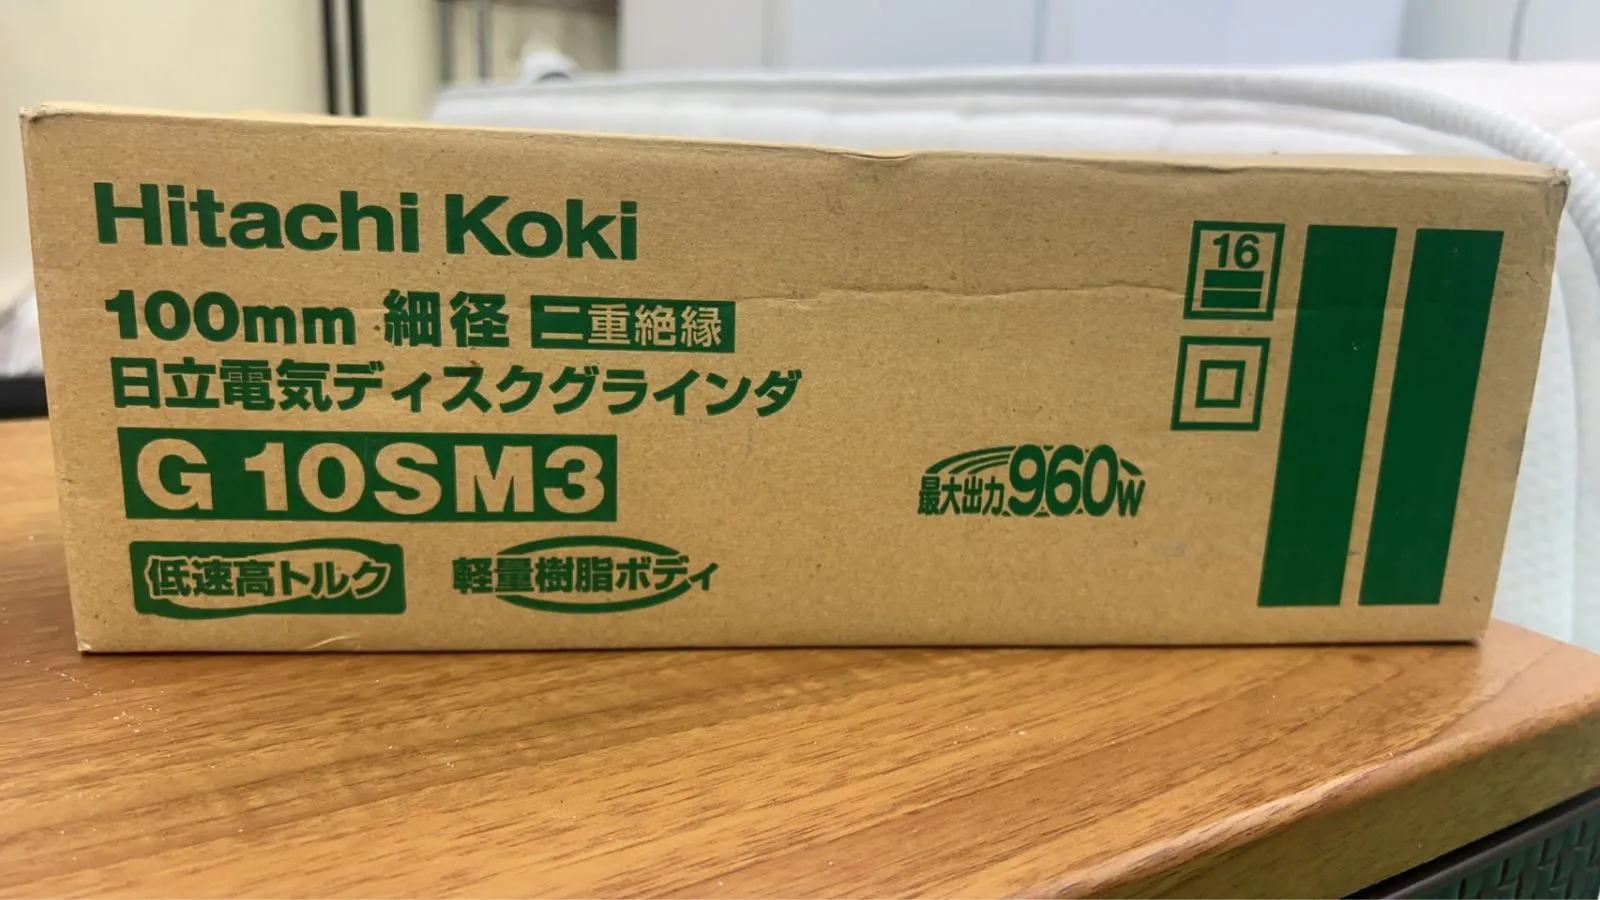 Hitachi Koki
100mm 細径 二重絶縁
日立電気ディスクグラインダ
G 10SM3
低速高トルク
軽量樹脂ボディ
最大出力960W
16